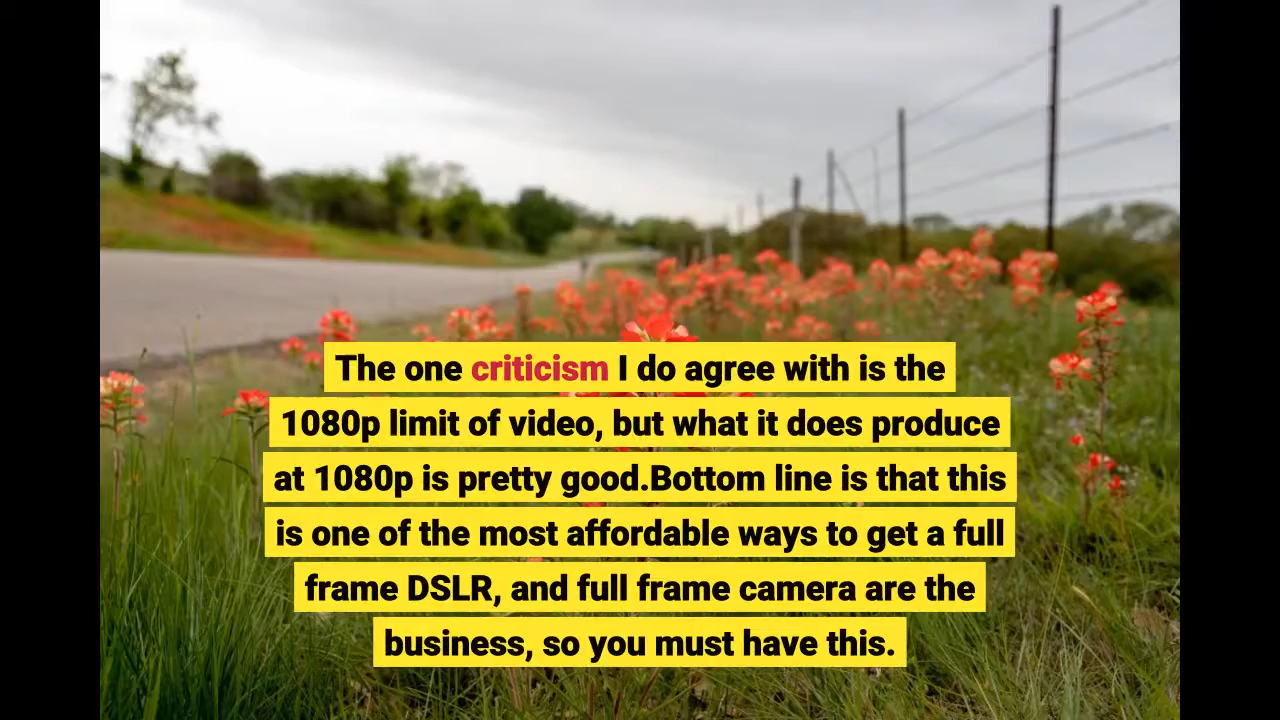 The one criticism I do agree with is the
1080p limit of video, but what it does produce
at 1080p is pretty good.Bottom line is that this
is one of the most affordable ways to get a full
frame DSLR, and full frame camera are the
business, so you must have this.